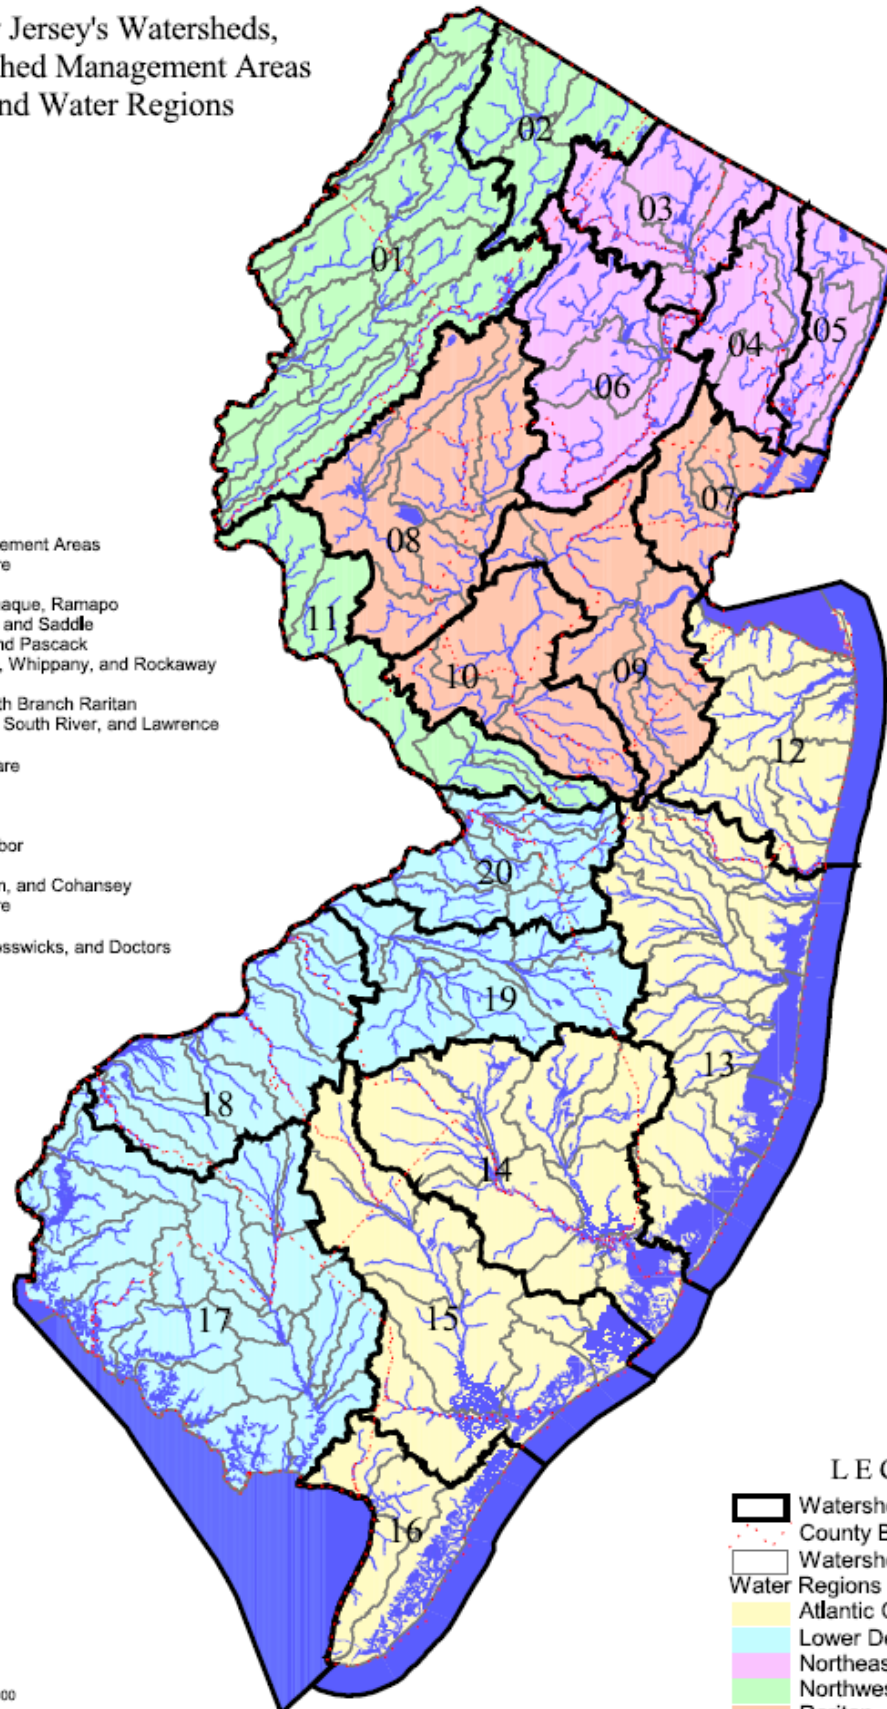 Jersey's Watersheds,
hed Management Areas
nd Water Regions
02
03
01
04
05
06
07
08
ement Areas
re
aque, Ramapo
and Saddle
nd Pascack
, Whippany, and Rockaway
11
10
09
th Branch Raritan
South River, and Lawrence
12
are
bor
20
n, and Cohansey
re
osswicks, and Doctors
19
13
18
14
17
15
16
LEG
Watershe
County B
Watershe
Water Regions
Atlantic C
Lower De
Northeas
Northwes
00